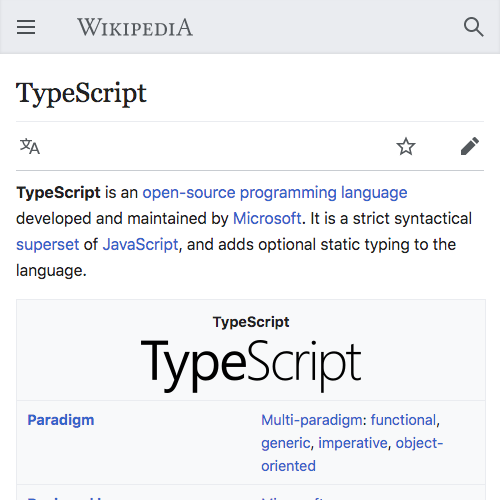 WIKIPEDIA
TypeScript
TypeScript is an open-source programming language
developed and maintained by Microsoft. It is a strict syntactical
superset of JavaScript, and adds optional static typing to the
language.
TypeScript
TypeScript
Paradigm
Multi-paradigm: functional,
generic, imperative, object-
oriented